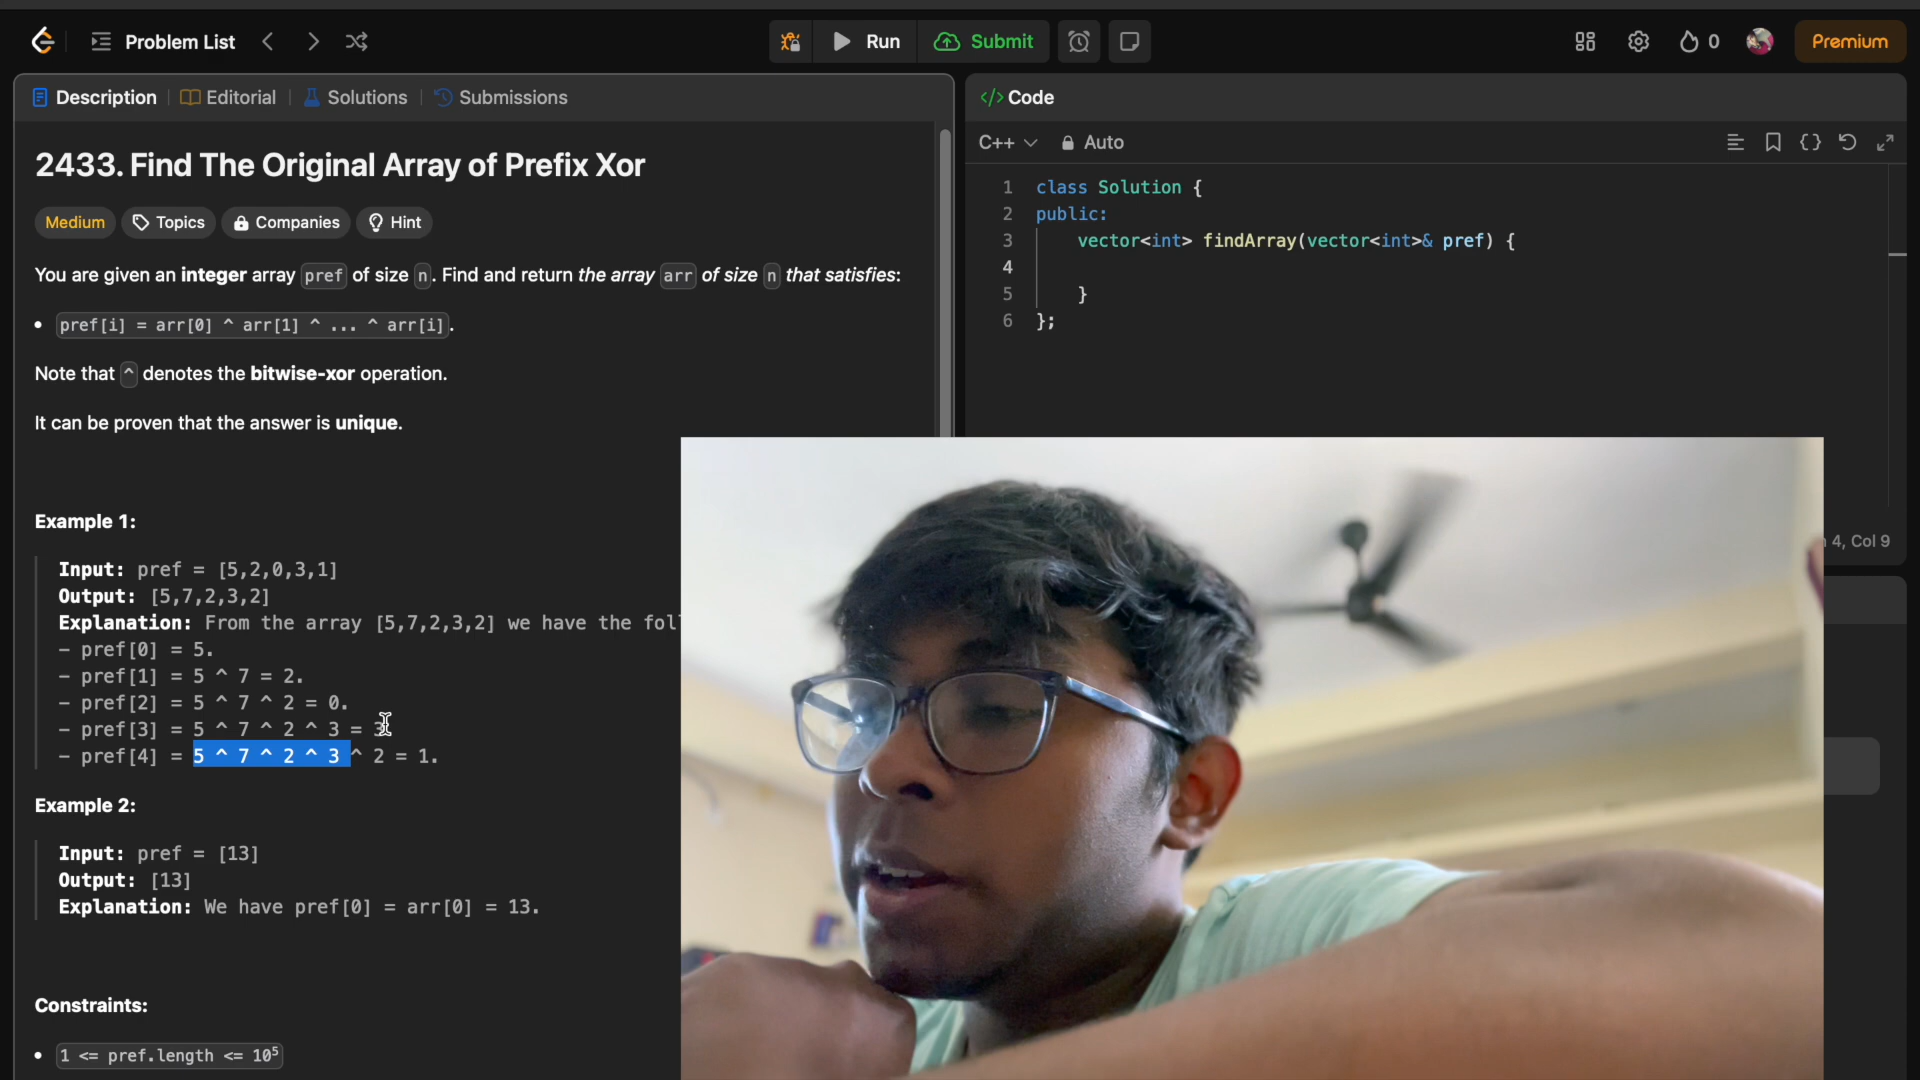 Problem List
Run
Submit
0
Premium
Description
Editorial
Solutions
Submissions
2433. Find The Original Array of Prefix Xor
Medium
Topics
Companies
Hint
You are given an integer array pref of size n. Find and return the array arr of size n that satisfies:
• pref[i] = arr[0] ^ arr[1] ^ ... ^ arr[i].
Note that ^ denotes the bitwise-xor operation.
It can be proven that the answer is unique.
Example 1:
Input: pref = [5,2,0,3,1]
Output: [5,7,2,3,2]
Explanation: From the array [5,7,2,3,2] we have the fol
- pref[0] = 5.
- pref[1] = 5 ^ 7 = 2.
- pref[2] = 5 ^ 7 ^ 2 = 0.
- pref[3] = 5 ^ 7 ^ 2 ^ 3 = 3
- pref[4] = 5 ^ 7 ^ 2 ^ 3 ^ 2 = 1.
Example 2:
Input: pref = [13]
Output: [13]
Explanation: We have pref[0] = arr[0] = 13.
Constraints:
• 1 <= pref.length <= 10⁵
</> Code
C++
Auto
1 class Solution {
2 public:
3 vector<int> findArray(vector<int>& pref) {
4
5 }
6 };
4, Col 9